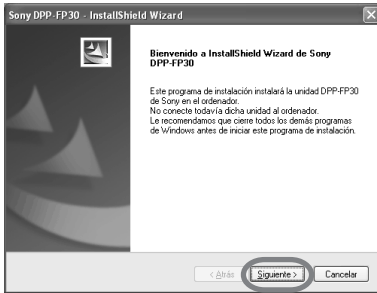 Sony DPP-FP30 - InstallShield Wizard
Bienvenido a InstallShield Wizard de Sony
DPP-FP30
Este programa de instalación instalará la unidad DPP-FP30
de Sony en el ordenador.
No conecte todavía dicha unidad al ordenador.
Le recomendamos que cierre todos los demás programas
de Windows antes de iniciar este programa de instalación.
< Atrás
Siguiente >
Cancelar